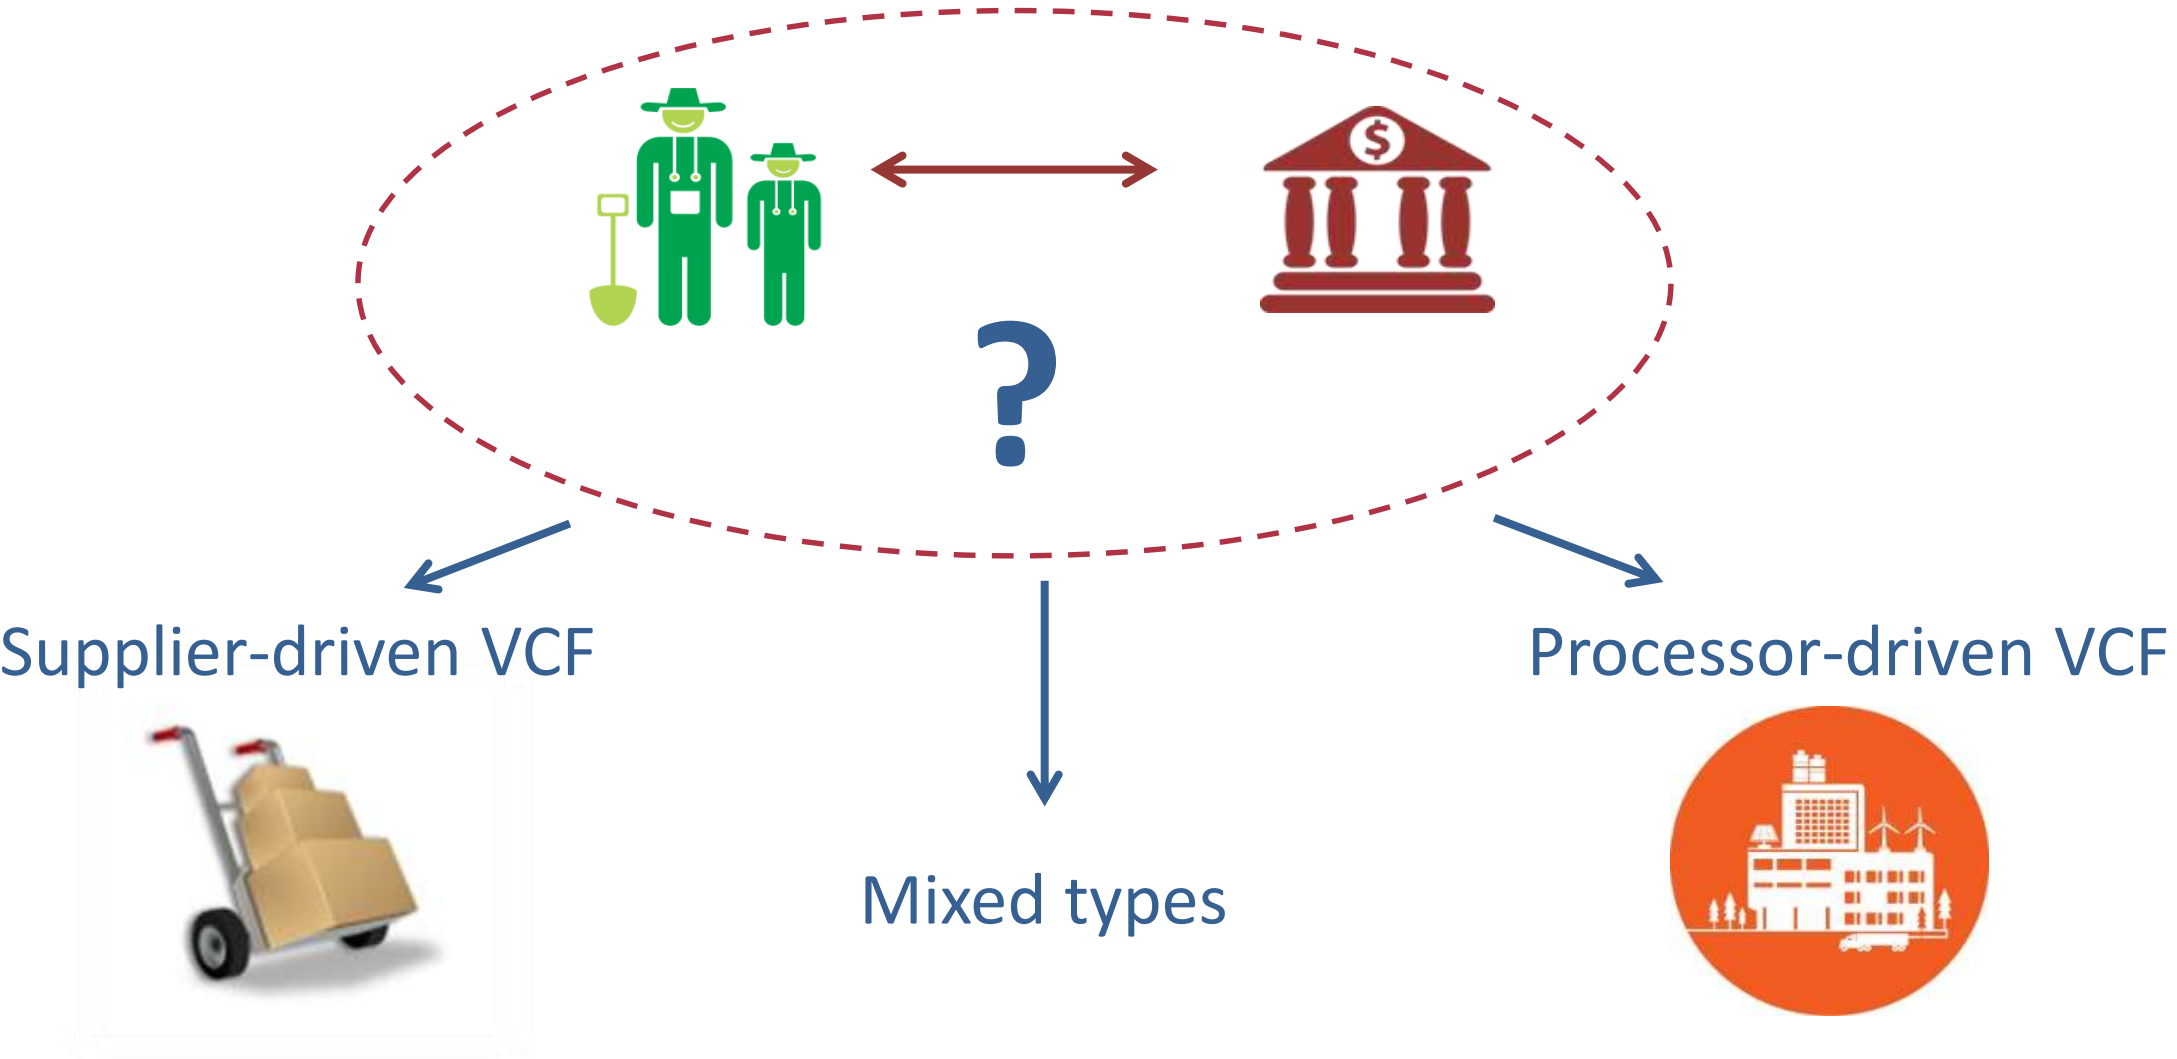 $
?
Supplier-driven VCF
Processor-driven VCF
Mixed types